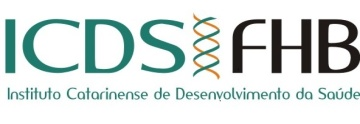 ICDS FHB
Instituto Catarinense de Desenvolvimento da Saúde